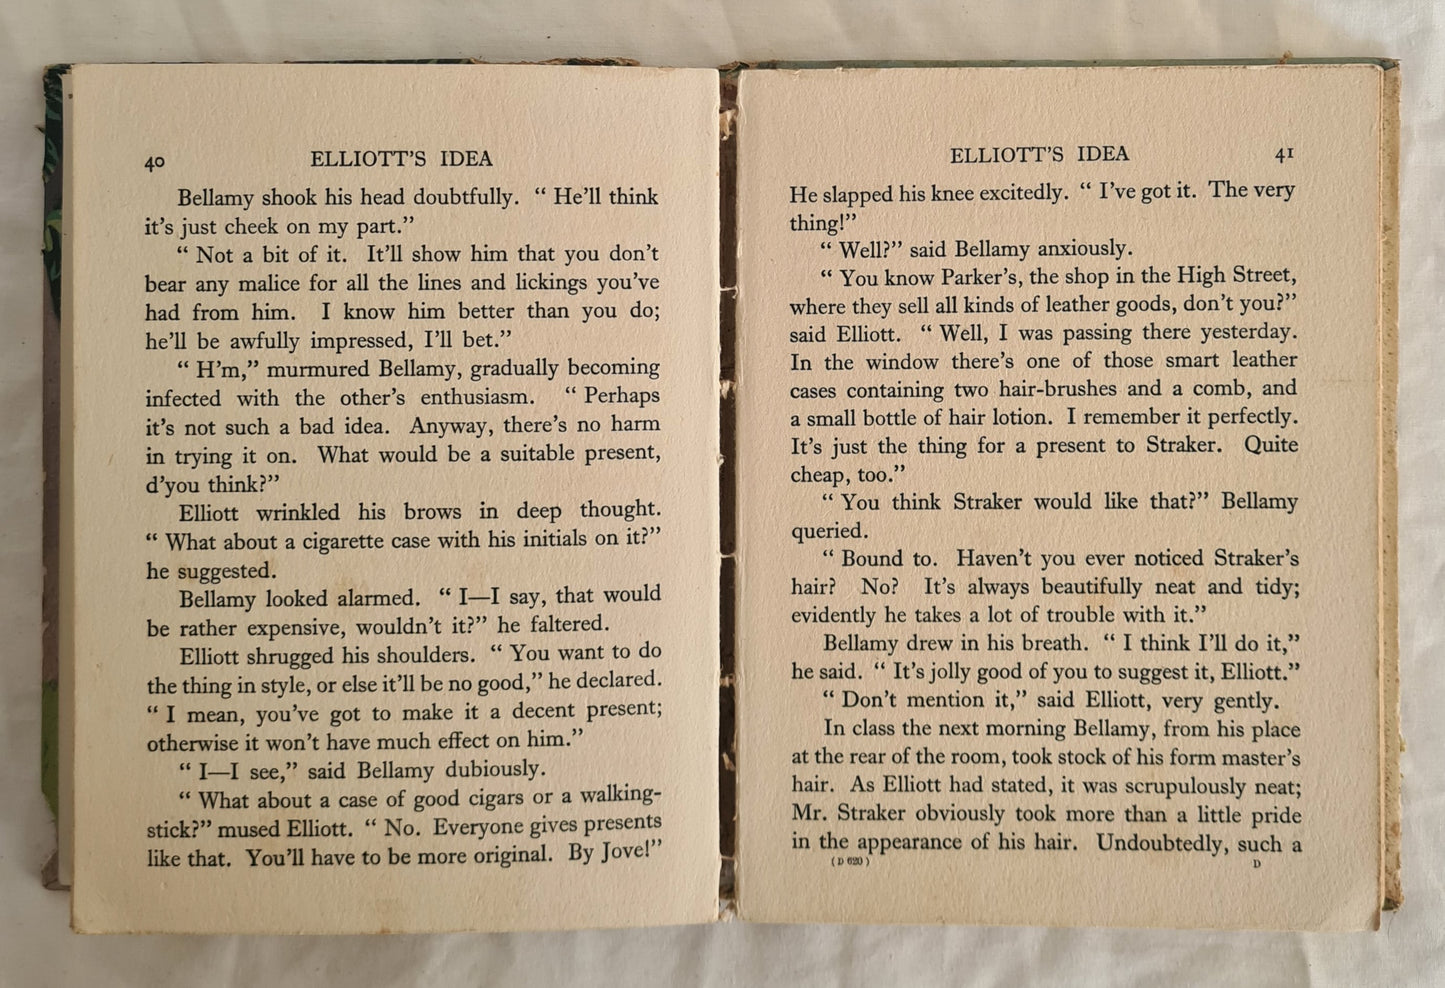 40 ELLIOTT'S IDEA
Bellamy shook his head doubtfully. “ He'll think
it's just cheek on my part.”
“ Not a bit of it. It'll show him that you don't
bear any malice for all the lines and lickings you've
had from him. I know him better than you do;
he'll be awfully impressed, I'll bet.”
“ H'm,” murmured Bellamy, gradually becoming
infected with the other's enthusiasm. “ Perhaps
it's not such a bad idea. Anyway, there's no harm
in trying it on. What would be a suitable present,
d'you think?”
Elliott wrinkled his brows in deep thought.
“ What about a cigarette case with his initials on it?”
he suggested.
Bellamy looked alarmed. “ I—I say, that would
be rather expensive, wouldn't it?” he faltered.
Elliott shrugged his shoulders. “ You want to do
the thing in style, or else it'll be no good,” he declared.
“ I mean, you've got to make it a decent present;
otherwise it won't have much effect on him.”
“ I—I see,” said Bellamy dubiously.
“ What about a case of good cigars or a walking-
stick?” mused Elliott. “ No. Everyone gives presents
like that. You'll have to be more original. By Jove!”
ELLIOTT'S IDEA 41
He slapped his knee excitedly. “ I've got it. The very
thing!”
“ Well?” said Bellamy anxiously.
“ You know Parker's, the shop in the High Street,
where they sell all kinds of leather goods, don't you?”
said Elliott. “ Well, I was passing there yesterday.
In the window there's one of those smart leather
cases containing two hair-brushes and a comb, and
a small bottle of hair lotion. I remember it perfectly.
It's just the thing for a present to Straker. Quite
cheap, too.”
“ You think Straker would like that?” Bellamy
queried.
“ Bound to. Haven't you ever noticed Straker's
hair? No? It's always beautifully neat and tidy;
evidently he takes a lot of trouble with it.”
Bellamy drew in his breath. “ I think I'll do it,”
he said. “ It's jolly good of you to suggest it, Elliott.”
“ Don't mention it,” said Elliott, very gently.
In class the next morning Bellamy, from his place
at the rear of the room, took stock of his form master's
hair. As Elliott had stated, it was scrupulously neat;
Mr. Straker obviously took more than a little pride
in the appearance of his hair. Undoubtedly, such a
( D 620 ) D